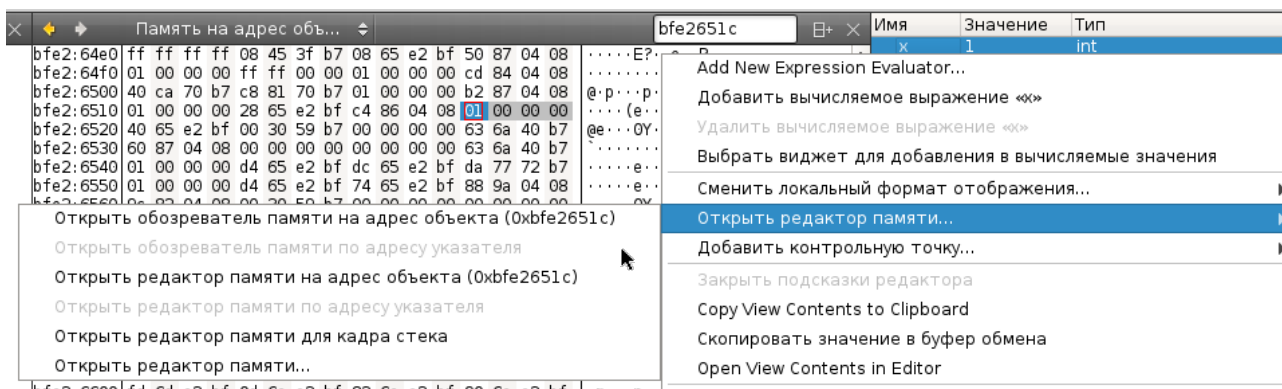 Память на адрес объ...
bfe2651c
Имя Значение Тип
x 1 int
bfe2:64e0 ff ff ff ff 08 45 3f b7 08 65 e2 bf 50 87 04 08 ·····E?·
bfe2:64f0 01 00 00 00 ff ff 00 00 01 00 00 00 cd 84 04 08 ········
bfe2:6500 40 ca 70 b7 c8 81 70 b7 01 00 00 00 b2 87 04 08 @·p···p·
bfe2:6510 01 00 00 00 28 65 e2 bf c4 86 04 08 01 00 00 00 ····(e··
bfe2:6520 40 65 e2 bf 00 30 59 b7 00 00 00 00 63 6a 40 b7 @e···0Y·
bfe2:6530 60 87 04 08 00 00 00 00 00 00 00 00 63 6a 40 b7 `·······
bfe2:6540 01 00 00 00 d4 65 e2 bf dc 65 e2 bf da 77 72 b7 ·····e··
bfe2:6550 01 00 00 00 d4 65 e2 bf 74 65 e2 bf 88 9a 04 08 ·····e··
Add New Expression Evaluator...
Добавить вычисляемое выражение «x»
Удалить вычисляемое выражение «x»
Выбрать виджет для добавления в вычисляемые значения
Сменить локальный формат отображения...
Открыть редактор памяти...
Добавить контрольную точку...
Закрыть подсказки редактора
Copy View Contents to Clipboard
Скопировать значение в буфер обмена
Open View Contents in Editor
Открыть обозреватель памяти на адрес объекта (0xbfe2651c)
Открыть обозреватель памяти по адресу указателя
Открыть редактор памяти на адрес объекта (0xbfe2651c)
Открыть редактор памяти по адресу указателя
Открыть редактор памяти для кадра стека
Открыть редактор памяти...